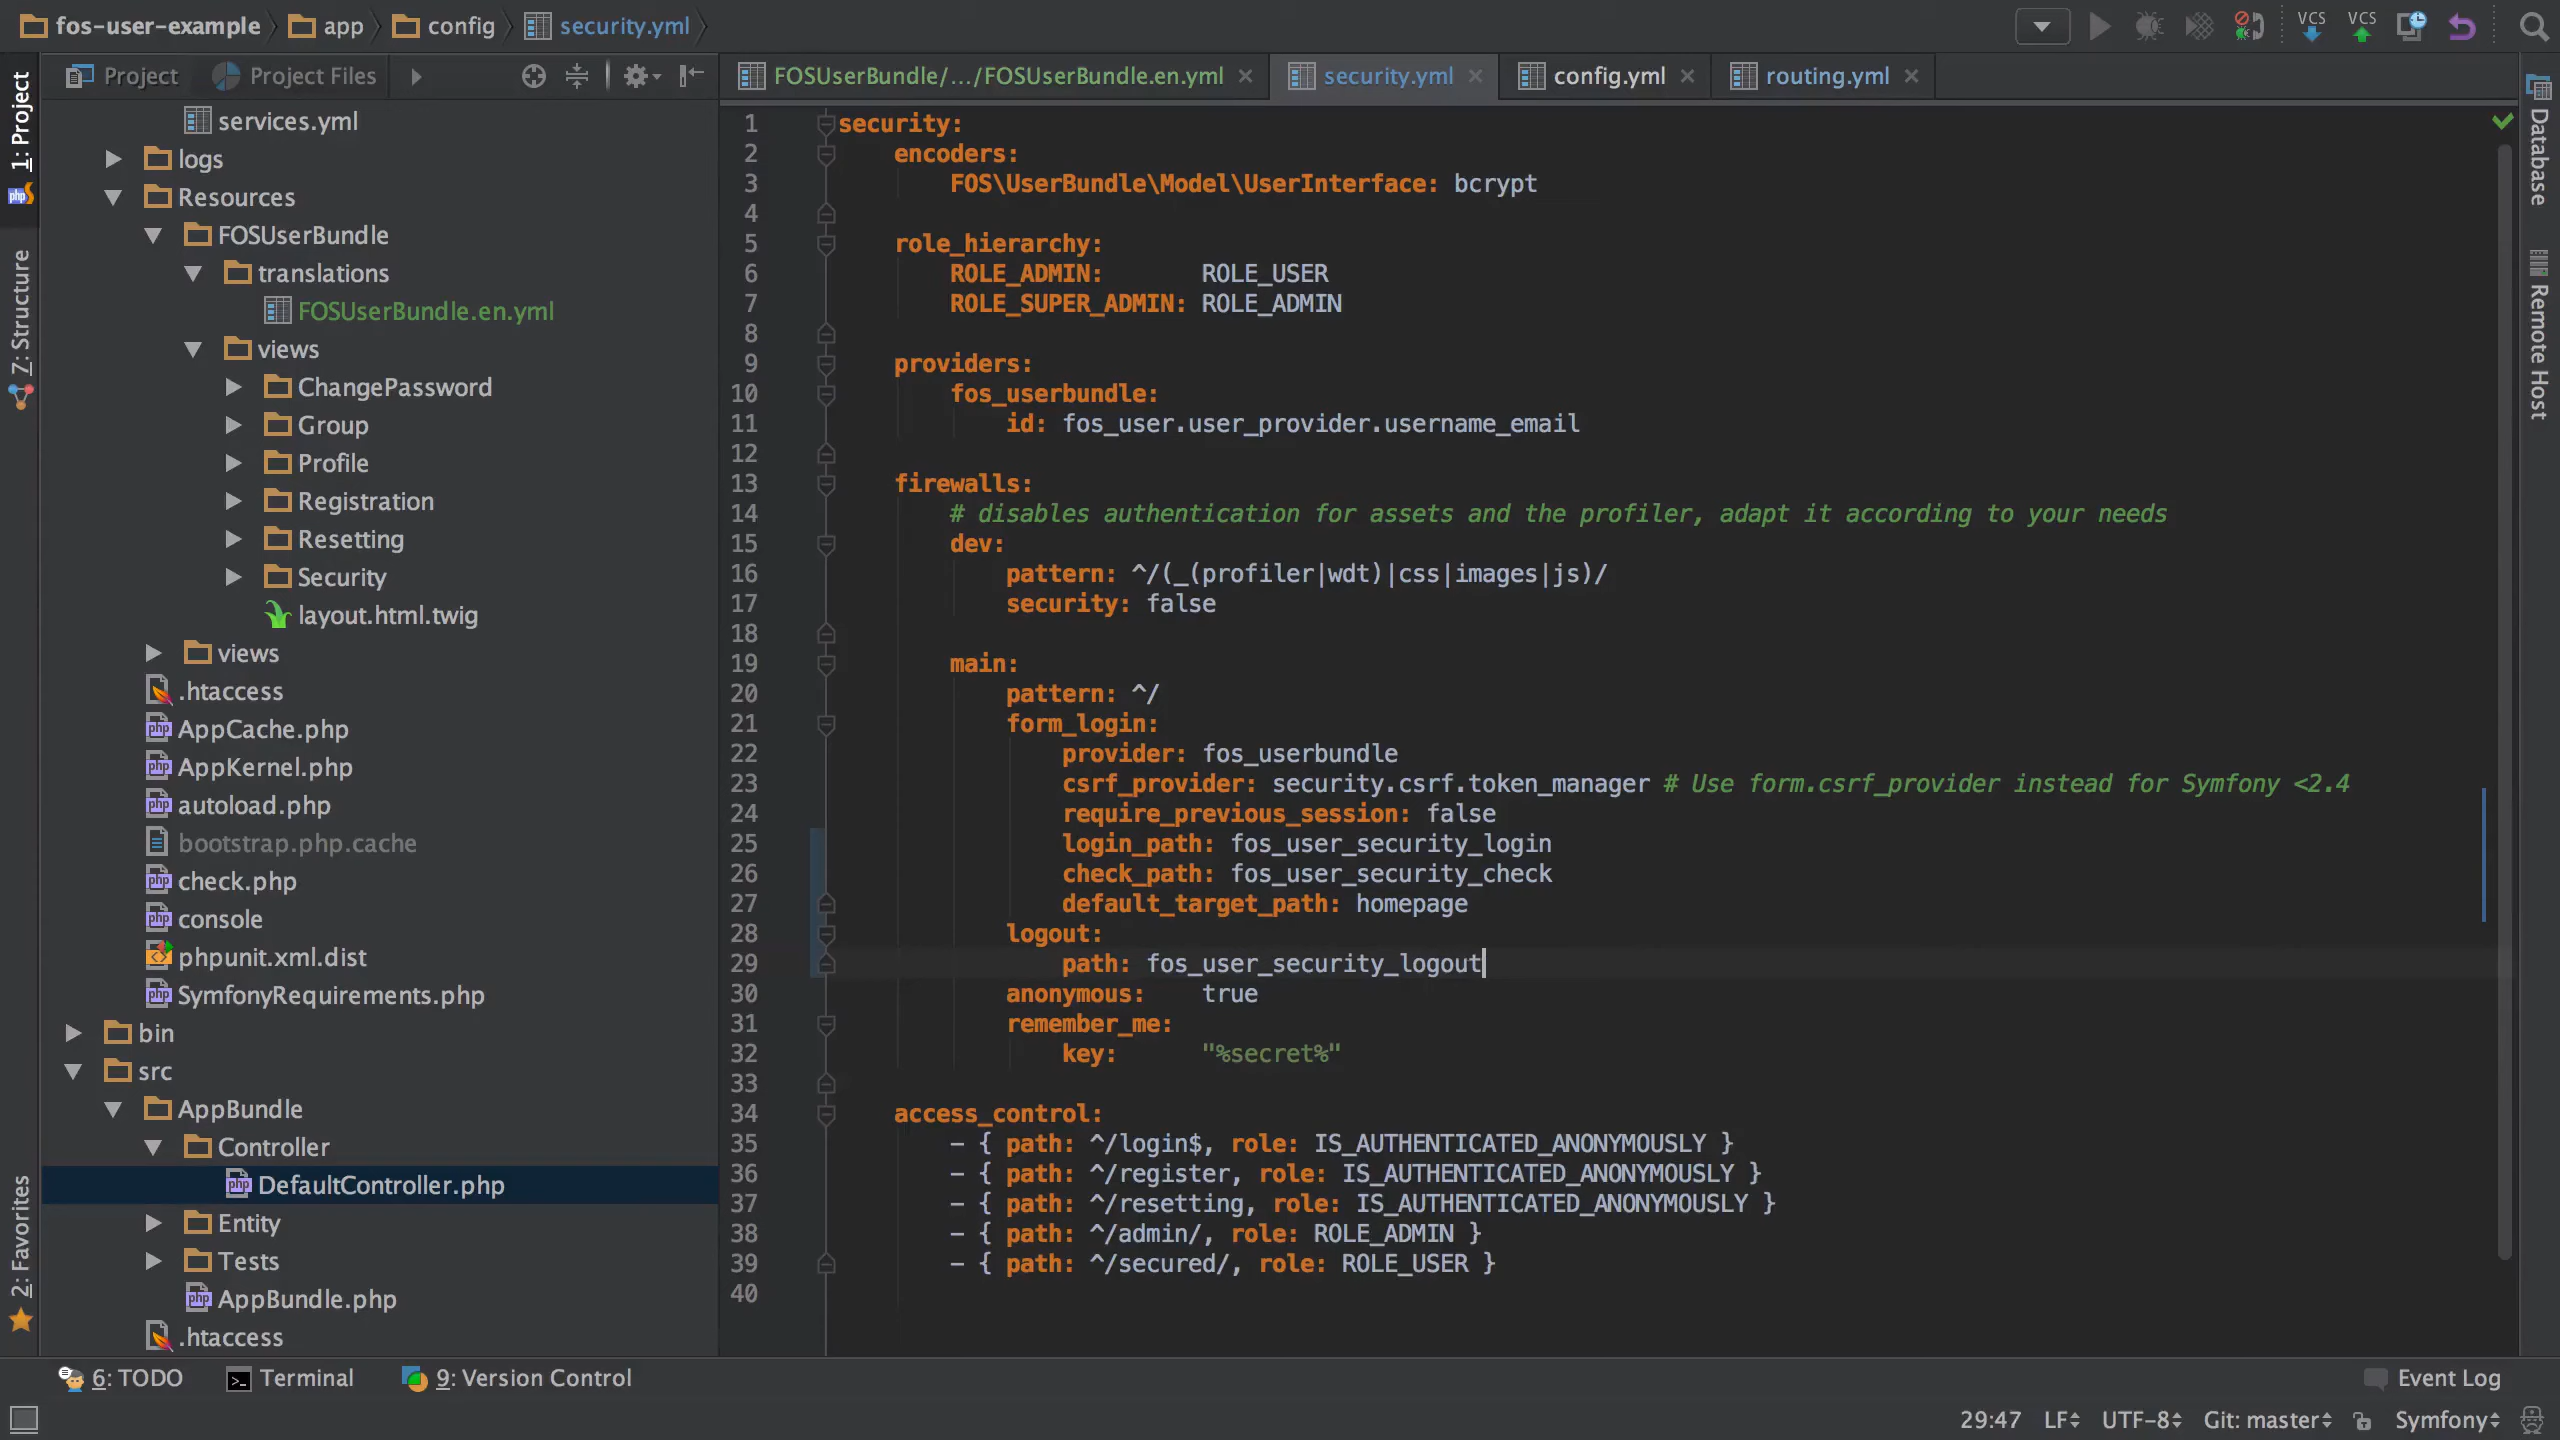 fos-user-example app config security.yml
VCS VCS
Project Project Files
FOSUserBundle/.../FOSUserBundle.en.yml security.yml config.yml routing.yml
1: Project
7: Structure
2: Favorites
services.yml
logs
Resources
FOSUserBundle
translations
FOSUserBundle.en.yml
views
ChangePassword
Group
Profile
Registration
Resetting
Security
layout.html.twig
views
.htaccess
php AppCache.php
php AppKernel.php
php autoload.php
bootstrap.php.cache
php check.php
php console
phpunit.xml.dist
php SymfonyRequirements.php
bin
src
AppBundle
Controller
php DefaultController.php
Entity
Tests
php AppBundle.php
.htaccess
1 security:
2 encoders:
3 FOS\UserBundle\Model\UserInterface: bcrypt
4
5 role_hierarchy:
6 ROLE_ADMIN: ROLE_USER
7 ROLE_SUPER_ADMIN: ROLE_ADMIN
8
9 providers:
10 fos_userbundle:
11 id: fos_user.user_provider.username_email
12
13 firewalls:
14 # disables authentication for assets and the profiler, adapt it according to your needs
15 dev:
16 pattern: ^/(_(profiler|wdt)|css|images|js)/
17 security: false
18
19 main:
20 pattern: ^/
21 form_login:
22 provider: fos_userbundle
23 csrf_provider: security.csrf.token_manager # Use form.csrf_provider instead for Symfony <2.4
24 require_previous_session: false
25 login_path: fos_user_security_login
26 check_path: fos_user_security_check
27 default_target_path: homepage
28 logout:
29 path: fos_user_security_logout
30 anonymous: true
31 remember_me:
32 key: "%secret%"
33
34 access_control:
35 - { path: ^/login$, role: IS_AUTHENTICATED_ANONYMOUSLY }
36 - { path: ^/register, role: IS_AUTHENTICATED_ANONYMOUSLY }
37 - { path: ^/resetting, role: IS_AUTHENTICATED_ANONYMOUSLY }
38 - { path: ^/admin/, role: ROLE_ADMIN }
39 - { path: ^/secured/, role: ROLE_USER }
40
Database
Remote Host
6: TODO Terminal 9: Version Control Event Log
29:47 LF UTF-8 Git: master Symfony